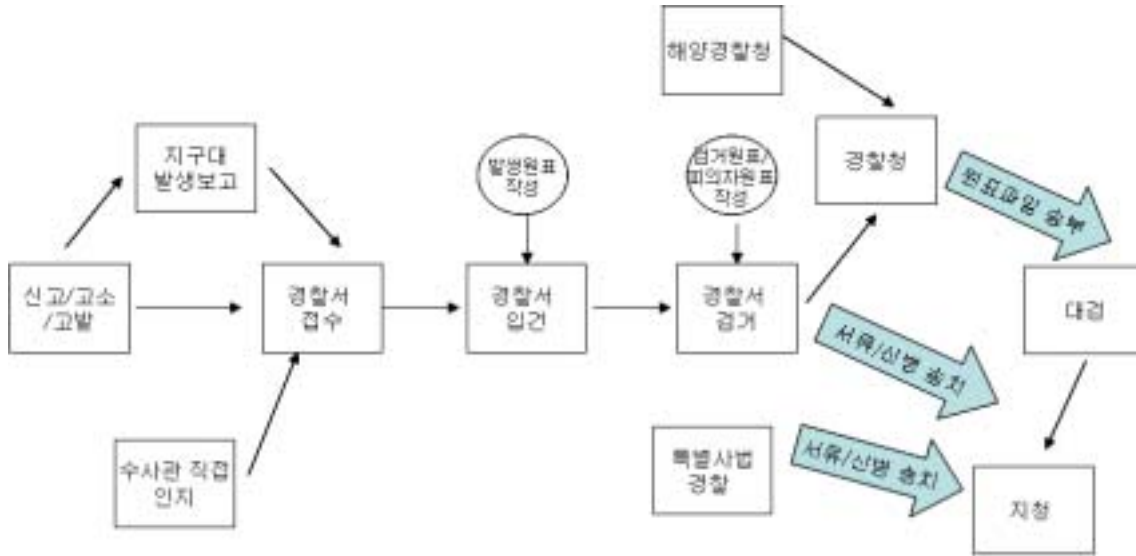 해양경찰청
지구대
발생보고
발생원표
작성
검거원표/
피의자원표
작성
경찰청
원표파일 송부
신고/고소
/고발
경찰서
접수
경찰서
입건
경찰서
검거
대검
서류/신병 송치
수사관 직접
인지
특별사법
경찰
서류/신병 송치
지청